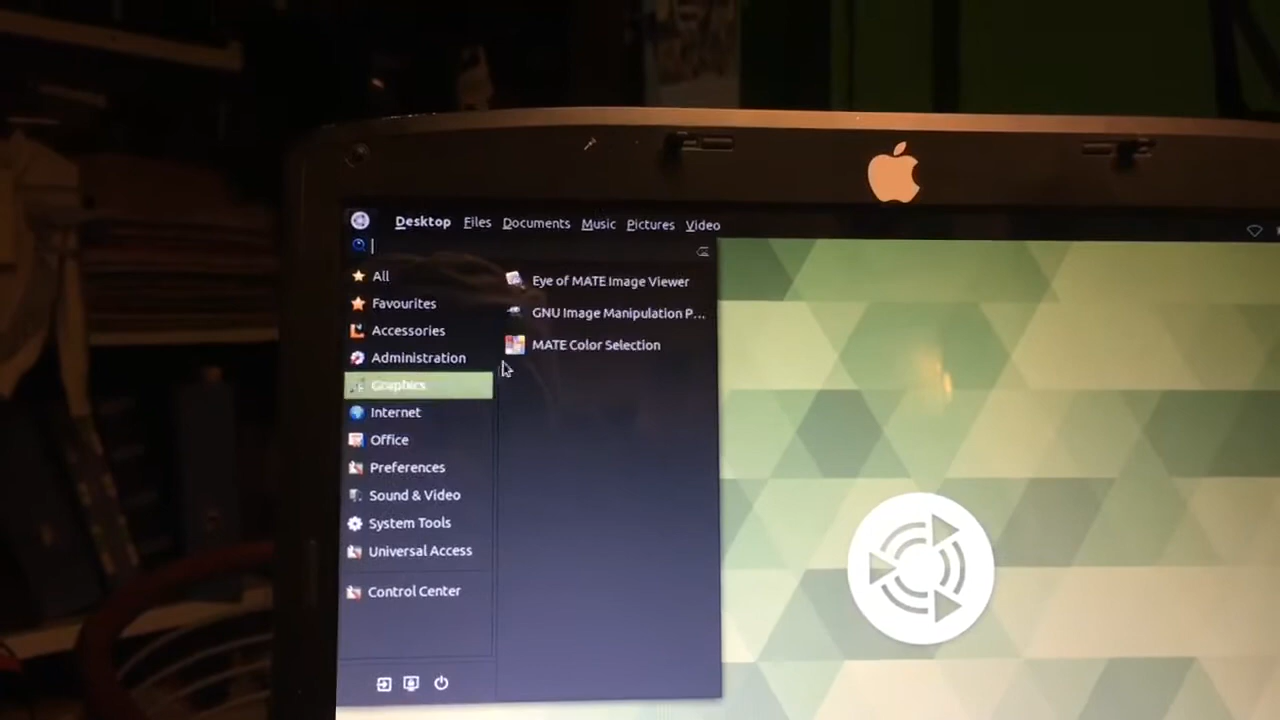 Desktop Files Documents Music Pictures Video
All
Favourites
Accessories
Administration
Graphics
Internet
Office
Preferences
Sound & Video
System Tools
Universal Access
Control Center
Eye of MATE Image Viewer
GNU Image Manipulation P...
MATE Color Selection